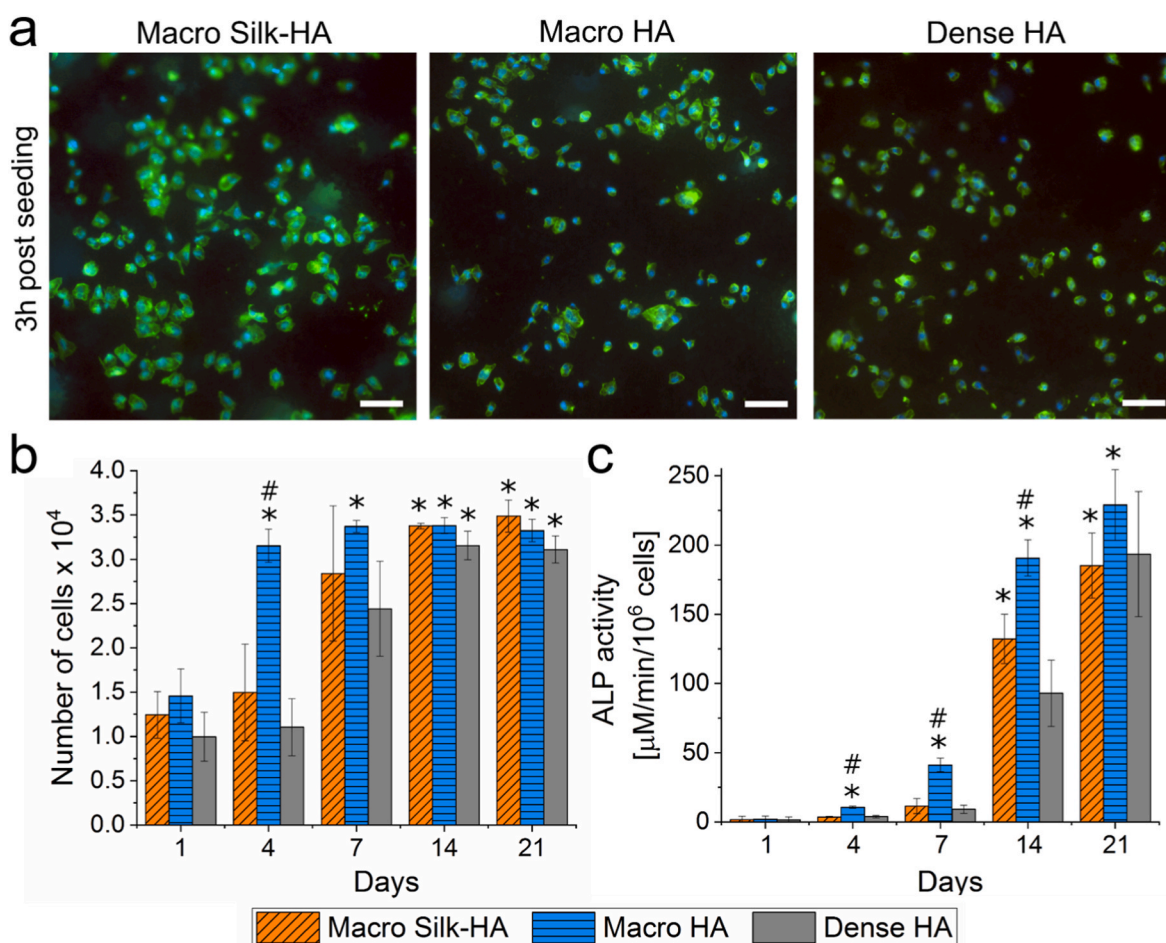 a
Macro Silk-HA Macro HA Dense HA
3h post seeding
b
Number of cells x 10⁴
4.0
3.5
3.0
2.5
2.0
1.5
1.0
0.5
0.0
# * * * * * * * *
1 4 7 14 21
Days
c
ALP activity
[µM/min/10⁶ cells]
250
200
150
100
50
0
# * # * * # * * *
1 4 7 14 21
Days
Macro Silk-HA Macro HA Dense HA